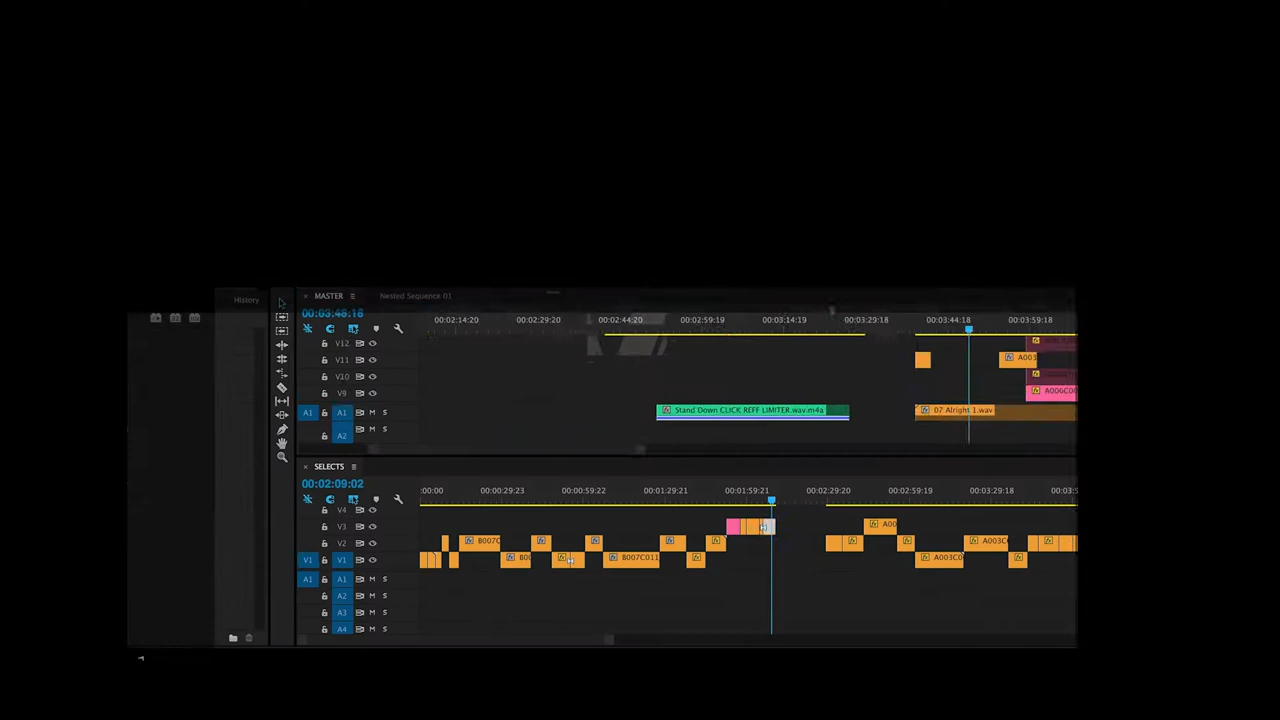 History
MASTER
Nested Sequence 01
00:03:48:18
00:02:14:20 00:02:29:20 00:02:44:20 00:02:59:19 00:03:14:19 00:03:29:18 00:03:44:18 00:03:59:18
V12
V11
A003
V10
V9
A006C0
A1 A1 M S
Stand Down CLICK REFF LIMITER.wav.m4a
07 Alright 1.wav
A2 M S
SELECTS
00:02:09:02
:00:00 00:00:29:23 00:00:59:22 00:01:29:21 00:01:59:21 00:02:29:20 00:02:59:19 00:03:29:18
V4
V3
A00
V2
B007C
A003C
V1 V1
B00
B007C011
A003C0
A1 A1 M S
A2 M S
A3 M S
A4 M S